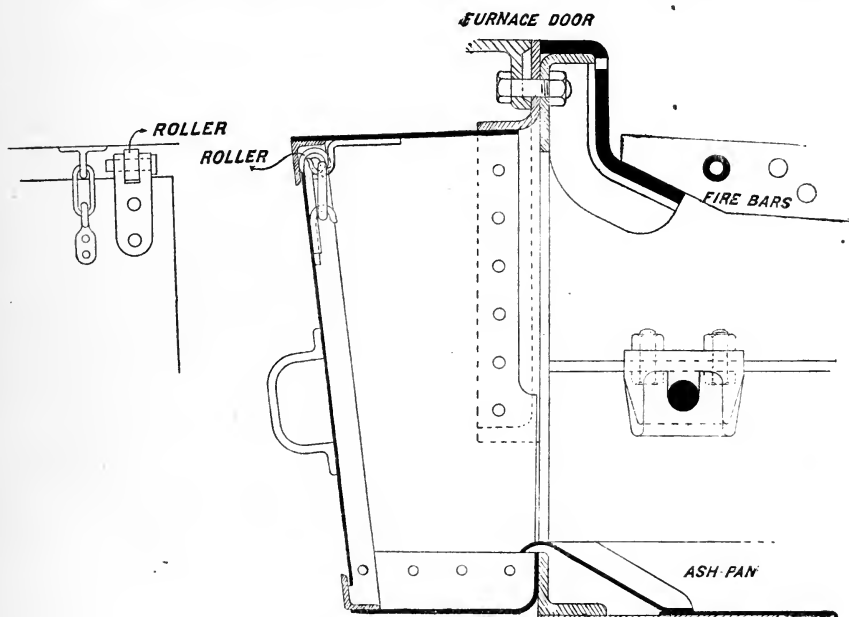 FURNACE DOOR
ROLLER
ROLLER
FIRE BARS
ASH-PAN